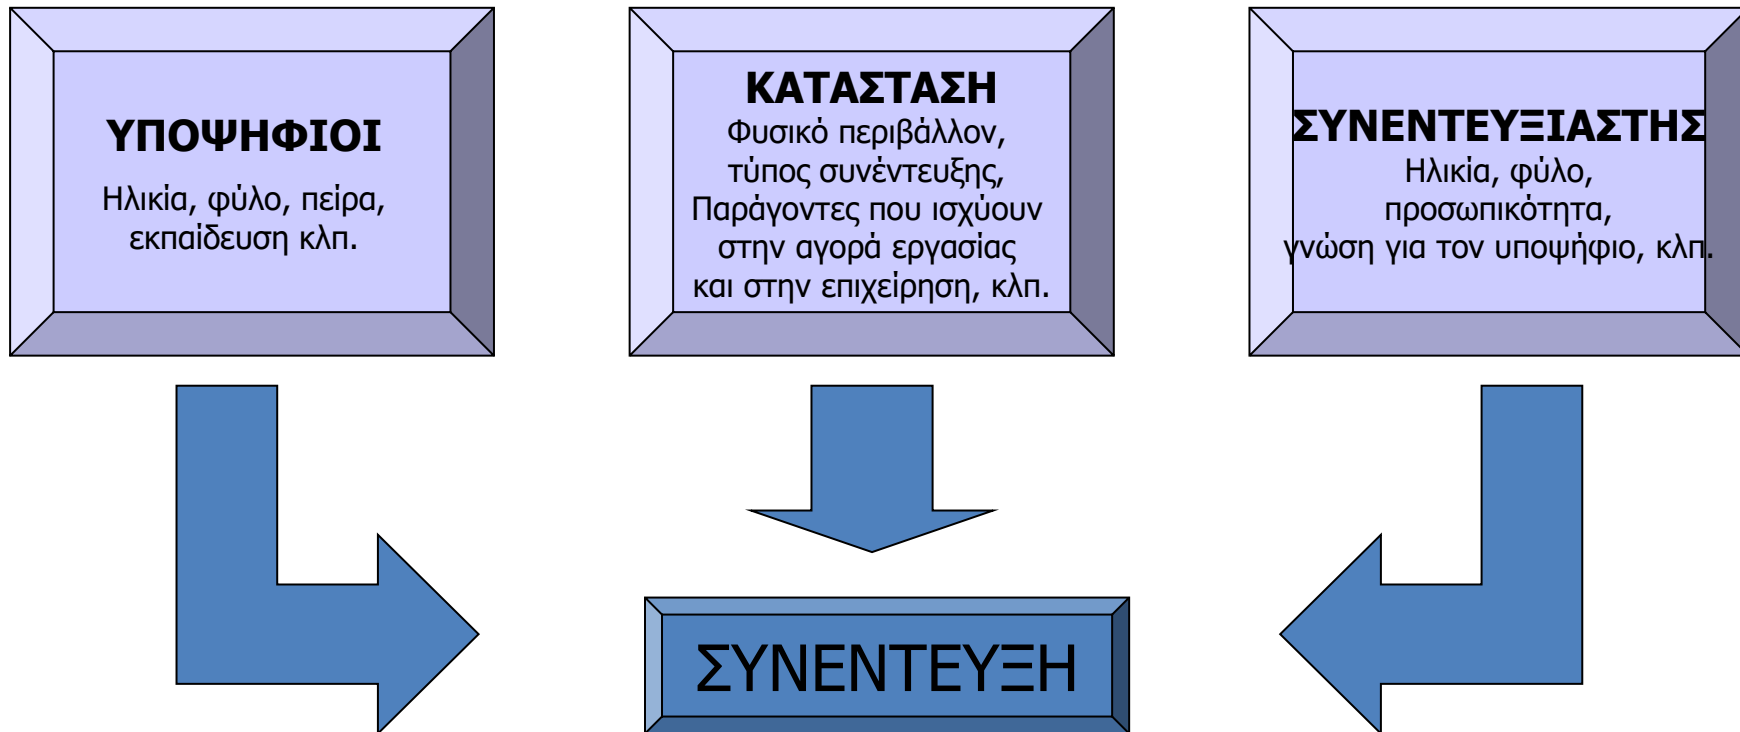 ΥΠΟΨΗΦΙΟΙ
Ηλικία, φύλο, πείρα,
εκπαίδευση κλπ.
ΚΑΤΑΣΤΑΣΗ
Φυσικό περιβάλλον,
τύπος συνέντευξης,
Παράγοντες που ισχύουν
στην αγορά εργασίας
και στην επιχείρηση, κλπ.
ΣΥΝΕΝΤΕΥΞΙΑΣΤΗΣ
Ηλικία, φύλο,
προσωπικότητα,
γνώση για τον υποψήφιο, κλπ.
ΣΥΝΕΝΤΕΥΞΗ